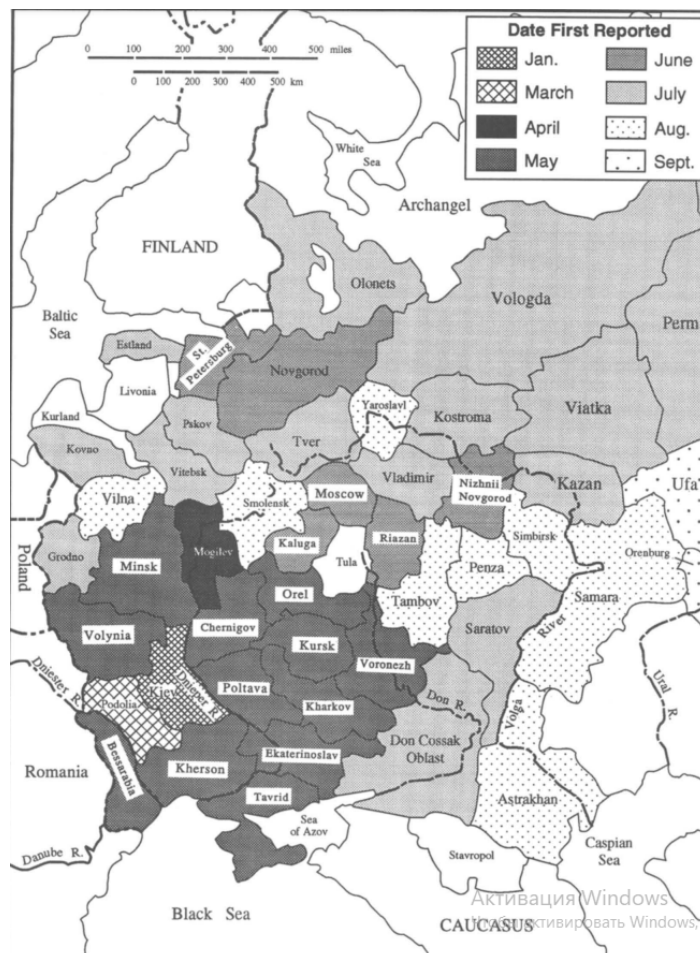 Date First Reported
Jan.
June
March
July
April
Aug.
May
Sept.
0 100 200 300 400 500 miles
0 100 200 300 400 500 km
White
Sea
Archangel
FINLAND
Olonets
Vologda
Perm
Baltic
Sea
Estland
St.
Petersburg
Novgorod
Livonia
Yaroslavl
Kostroma
Viatka
Kurland
Pskov
Tver
Kovno
Vitebsk
Vladimir
Nizhnii
Novgorod
Kazan
Ufa
Vilna
Smolensk
Moscow
Poland
Grodno
Minsk
Mogilev
Kaluga
Tula
Riazan
Penza
Simbirsk
Orenburg
Samara
Orel
Tambov
Volynia
Chernigov
Kursk
Voronezh
Saratov
River
Volga
Ural R.
Dniester R.
Kiev
Dnieper R.
Podolia
Poltava
Kharkov
Don R.
Don Cossak
Oblast
Bessarabia
Romania
Kherson
Ekaterinoslav
Tavrid
Astrakhan
Sea
of Azov
Caspian
Sea
Danube R.
Stavropol
Black Sea
CAUCASUS
Активация Windows
Чтобы активировать Windows,